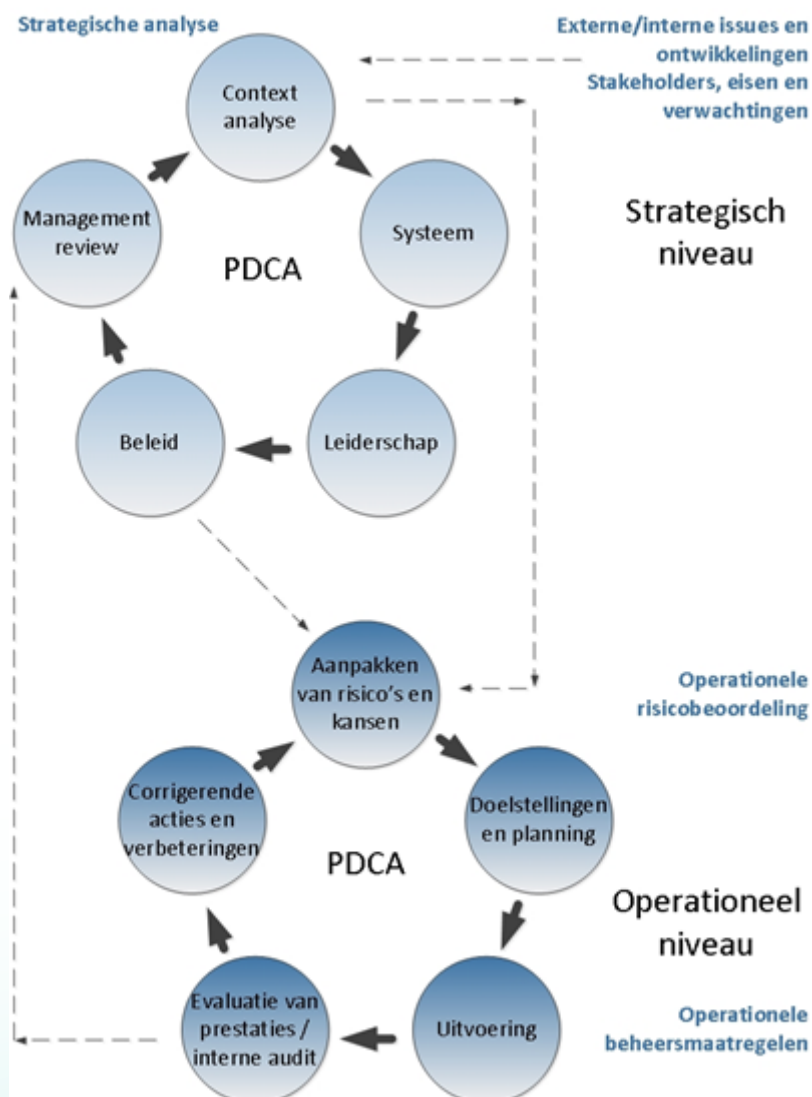 Strategische analyse
Externe/interne issues en
ontwikkelingen
Stakeholders, eisen en
verwachtingen
Context
analyse
Management
review
Systeem
PDCA
Strategisch
niveau
Beleid
Leiderschap
Aanpakken
van risico's en
kansen
Operationele
risicobeoordeling
Corrigerende
acties en
verbeteringen
Doelstellingen
en planning
PDCA
Operationeel
niveau
Evaluatie van
prestaties /
interne audit
Uitvoering
Operationele
beheersmaatregelen